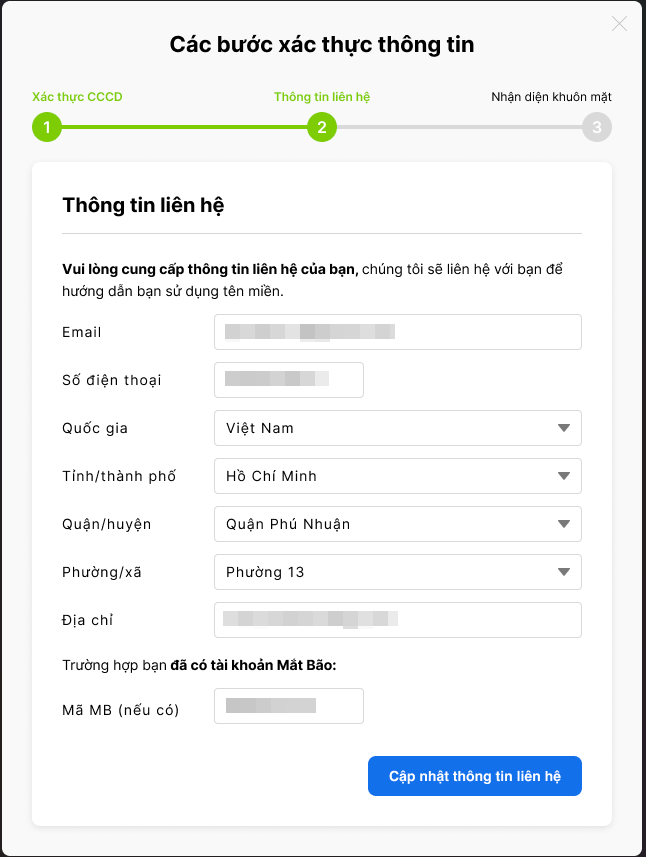 Các bước xác thực thông tin
Xác thực CCCD
Thông tin liên hệ
Nhận diện khuôn mặt
1
2
3
Thông tin liên hệ
Vui lòng cung cấp thông tin liên hệ của bạn, chúng tôi sẽ liên hệ với bạn để
hướng dẫn bạn sử dụng tên miền.
Email
Số điện thoại
Quốc gia Việt Nam
Tỉnh/thành phố Hồ Chí Minh
Quận/huyện Quận Phú Nhuận
Phường/xã Phường 13
Địa chỉ
Trường hợp bạn đã có tài khoản Mắt Bão:
Mã MB (nếu có)
Cập nhật thông tin liên hệ